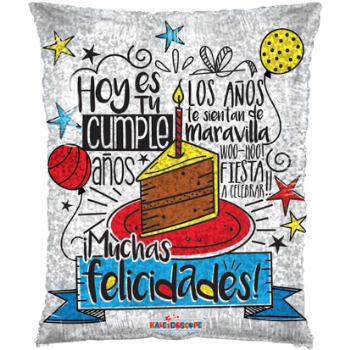 Hoy es
tu
cumple
años
Los años
te sientan de
maravilla
Woo-hoo!
Fiesta
a celebrar!!
¡Muchas
felicidades!
KALEIDOSCOPE